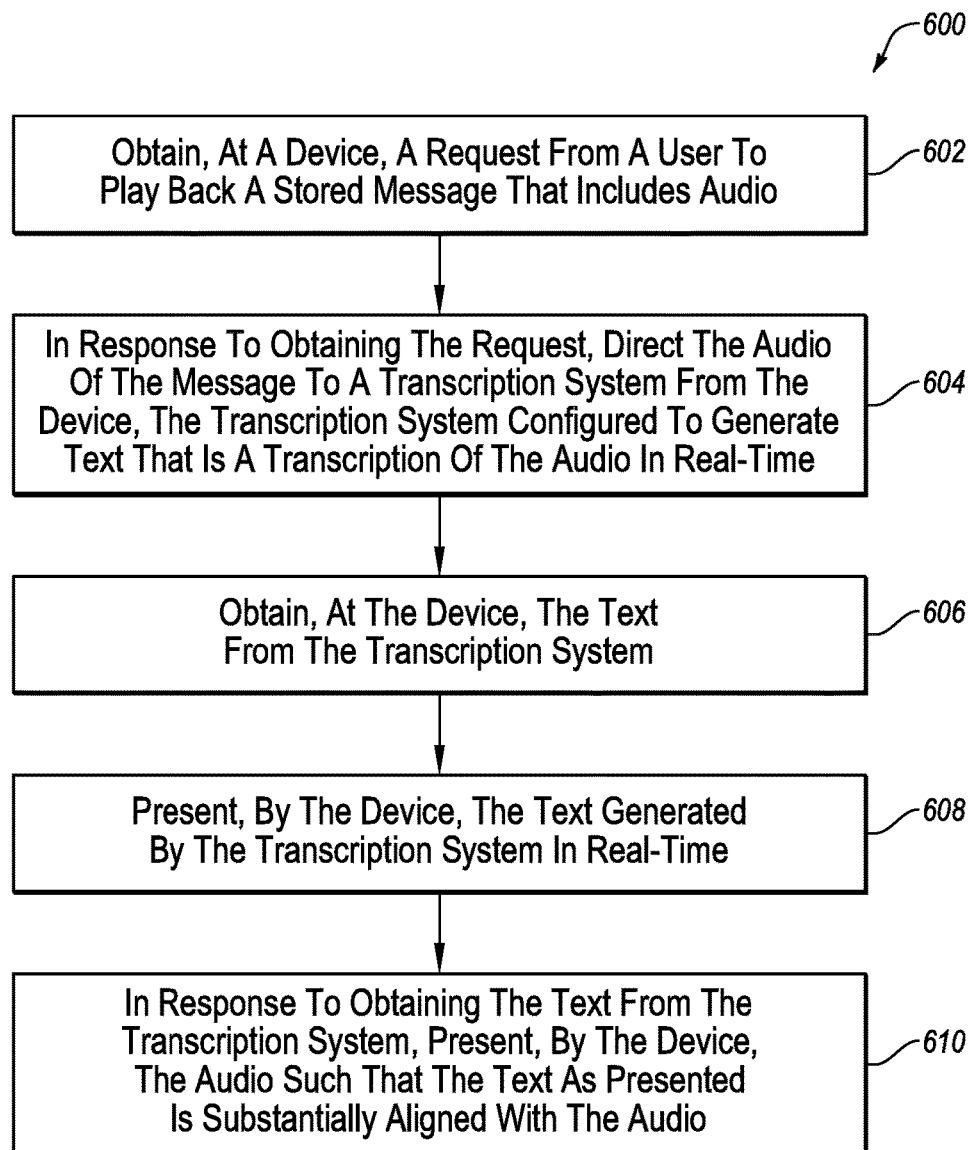 600
Obtain, At A Device, A Request From A User To
Play Back A Stored Message That Includes Audio
602
In Response To Obtaining The Request, Direct The Audio
Of The Message To A Transcription System From The
Device, The Transcription System Configured To Generate
Text That Is A Transcription Of The Audio In Real-Time
604
Obtain, At The Device, The Text
From The Transcription System
606
Present, By The Device, The Text Generated
By The Transcription System In Real-Time
608
In Response To Obtaining The Text From The
Transcription System, Present, By The Device,
The Audio Such That The Text As Presented
Is Substantially Aligned With The Audio
610